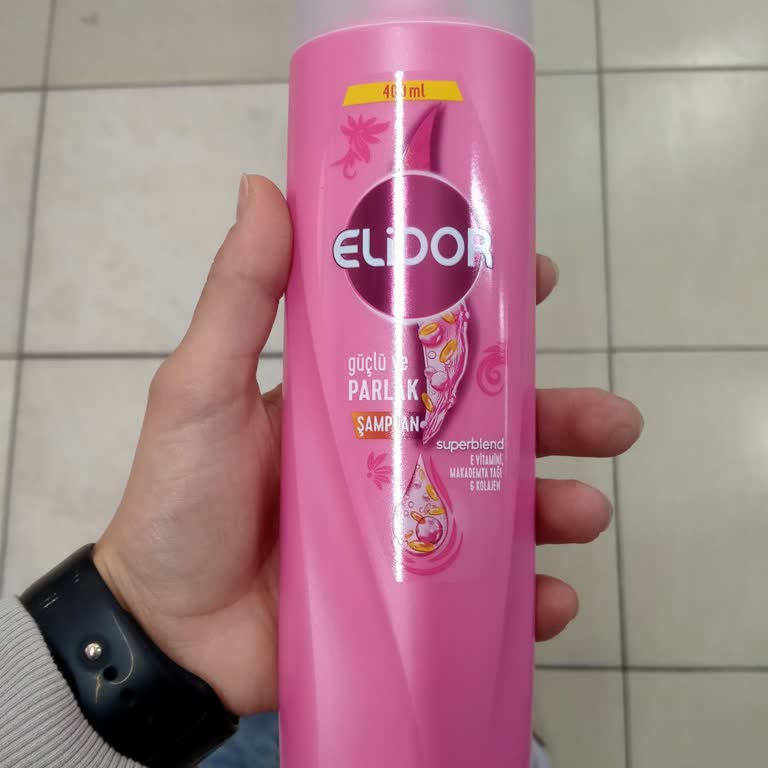 400 ml
ELiDOR
güçlü ve
PARLAK
ŞAMPUAN
superblend
E VİTAMİNİ,
MAKADEMYA YAĞI
& KOLAJEN